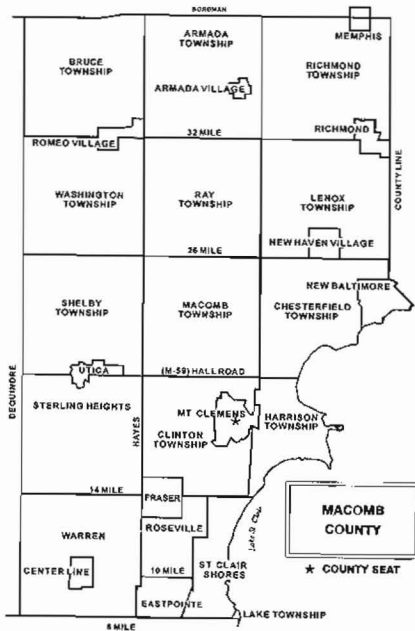 BORDMAN
MEMPHIS
ARMADA
TOWNSHIP
BRUCE
TOWNSHIP
RICHMOND
TOWNSHIP
ARMADA VILLAGE
RICHMOND
32 MILE
ROMEO VILLAGE
COUNTY LINE
WASHINGTON
TOWNSHIP
RAY
TOWNSHIP
LENOX
TOWNSHIP
NEW HAVEN VILLAGE
26 MILE
NEW BALTIMORE
SHELBY
TOWNSHIP
MACOMB
TOWNSHIP
CHESTERFIELD
TOWNSHIP
UTICA
(M-59) HALL ROAD
DEQUINDRE
HAYES
STERLING HEIGHTS
MT CLEMENS
HARRISON
TOWNSHIP
CLINTON
TOWNSHIP
14 MILE
FRASER
MACOMB
COUNTY
ROSEVILLE
WARREN
Lake St. Clair
CENTER LINE
10 MILE
ST CLAIR
SHORES
★ COUNTY SEAT
EASTPOINTE
LAKE TOWNSHIP
8 MILE